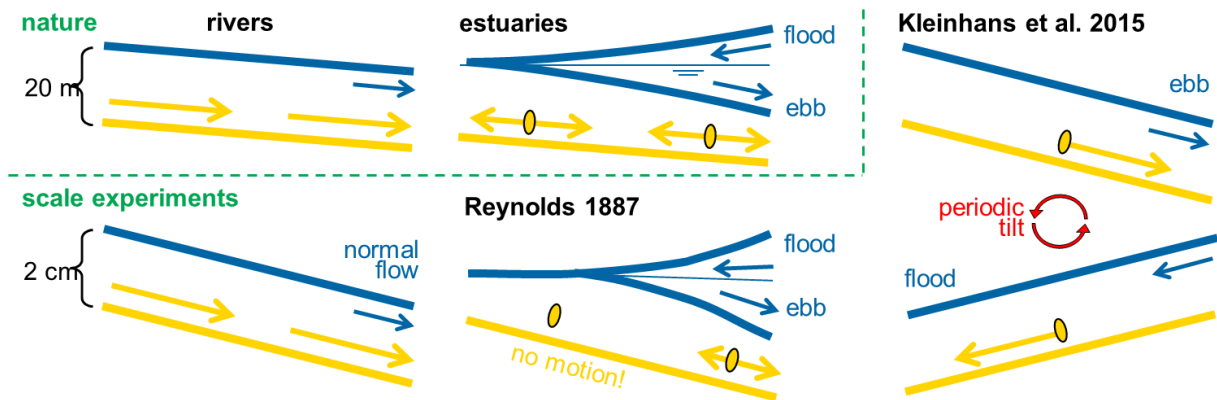 nature
rivers
estuaries
Kleinhans et al. 2015
20 m
flood
ebb
ebb
scale experiments
Reynolds 1887
2 cm
normal
flow
flood
ebb
no motion!
periodic
tilt
flood